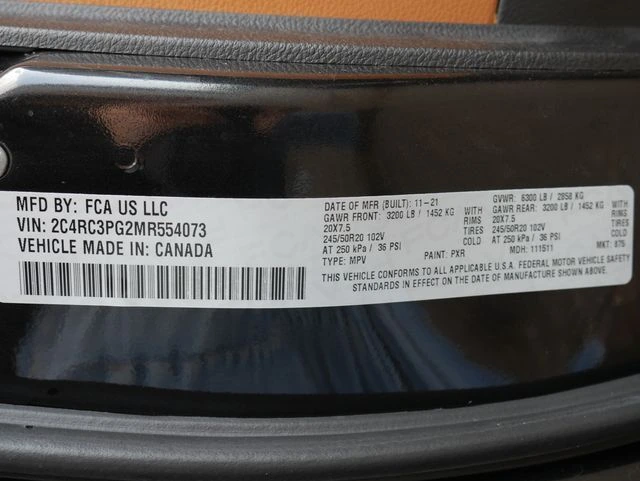 MFD BY: FCA US LLC
VIN: 2C4RC3PG2MR554073
VEHICLE MADE IN: CANADA
DATE OF MFR (BUILT): 11-21 GVWR: 6300 LB / 2858 KG
GAWR FRONT: 3200 LB / 1452 KG WITH GAWR REAR: 3200 LB / 1452 KG WITH
20X7.5 RIMS 20X7.5 RIMS
245/50R20 102V TIRES 245/50R20 102V TIRES
AT 250 kPa / 36 PSI COLD AT 250 kPa / 36 PSI COLD
TYPE: MPV PAINT: PXR MDH: 111511 MKT: 875
THIS VEHICLE CONFORMS TO ALL APPLICABLE U.S.A. FEDERAL MOTOR VEHICLE SAFETY
STANDARDS IN EFFECT ON THE DATE OF MANUFACTURE SHOWN ABOVE.